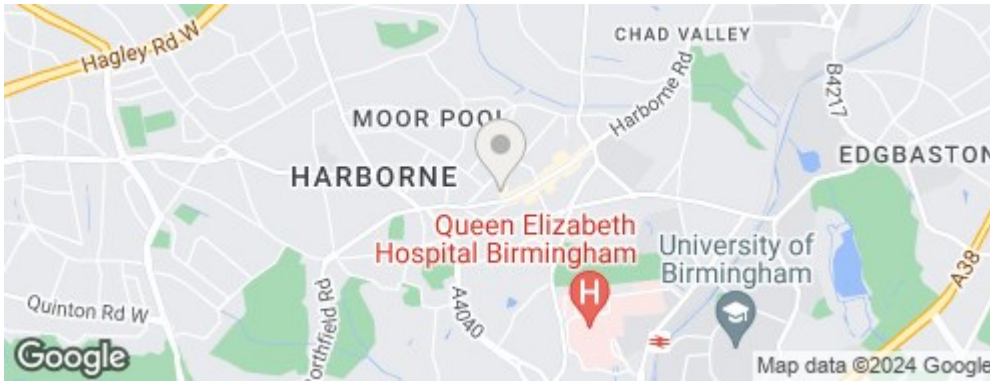 CHAD VALLEY
Hagley Rd W
B4217
Harborne Rd
MOOR POOL
EDGBASTON
HARBORNE
Queen Elizabeth
Hospital Birmingham
H
University of
Birmingham
A38
A4040
Quinton Rd W
Northfield Rd
Google
Map data ©2024 Google